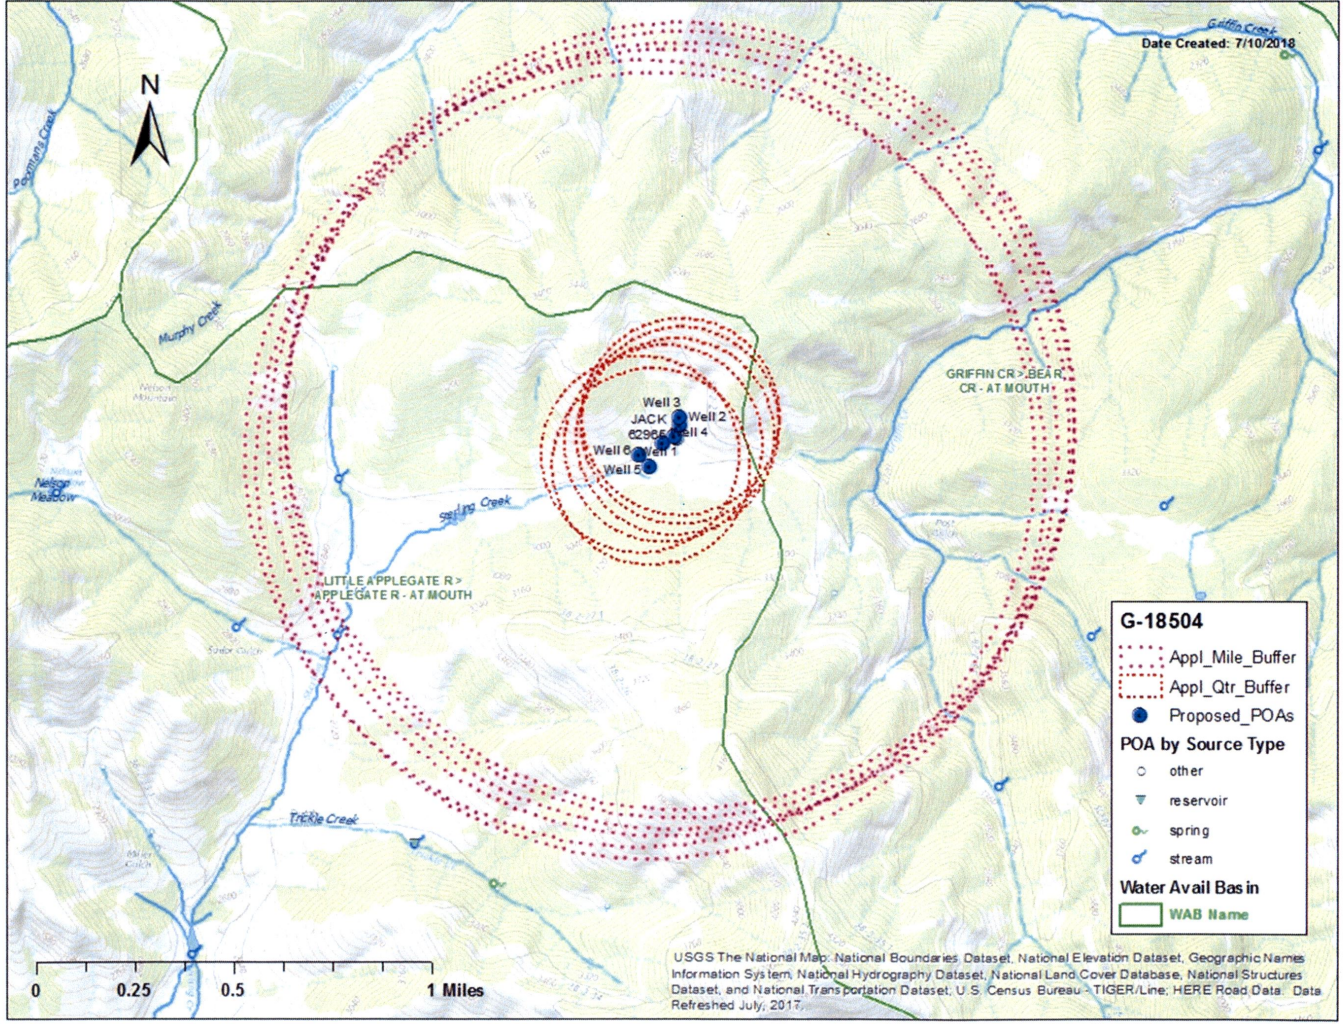 Griffin Creek
Date Created: 7/10/2018
N
Poormans Creek
Murphy Creek
Nelson
Mountain
GRIFFIN CR > BEAR
CR - AT MOUTH
Well 3
JACK
Well 2
Well 4
Well 6
Well 1
Well 5
Nelson
Meadow
Sterling Creek
LITTLE APPLEGATE R >
APPLEGATE R - AT MOUTH
G-18504
Appl_Mile_Buffer
Appl_Qtr_Buffer
Proposed_POAs
POA by Source Type
other
reservoir
spring
stream
Water Avail Basin
WAB Name
Trickle Creek
USGS The National Map: National Boundaries Dataset, National Elevation Dataset, Geographic Names
Information System, National Hydrography Dataset, National Land Cover Database, National Structures
Dataset, and National Transportation Dataset; U.S. Census Bureau - TIGER/Line; HERE Road Data. Data
Refreshed July, 2017.
0 0.25 0.5 1 Miles